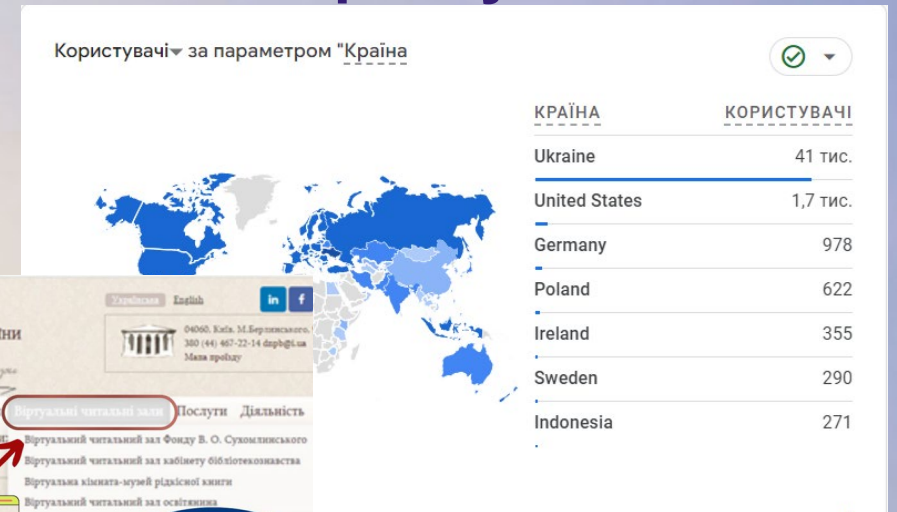 Користувачі за параметром "Країна
КРАЇНА КОРИСТУВАЧІ
Ukraine 41 тис.
United States 1,7 тис.
Germany 978
Poland 622
Ireland 355
Sweden 290
Indonesia 271
Українська English
in f
04060. Київ. М.Берлинського,
380 (44) 467-22-14 dnpb@i.ua
Мапа проїзду
Віртуальні читальні зали Послуги Діяльність
Віртуальний читальний зал Фонду В. О. Сухомлинського
Віртуальний читальний зал кабінету бібліотекознавства
Віртуальна кімната-музей рідкісної книги
Віртуальний читальний зал освітянина